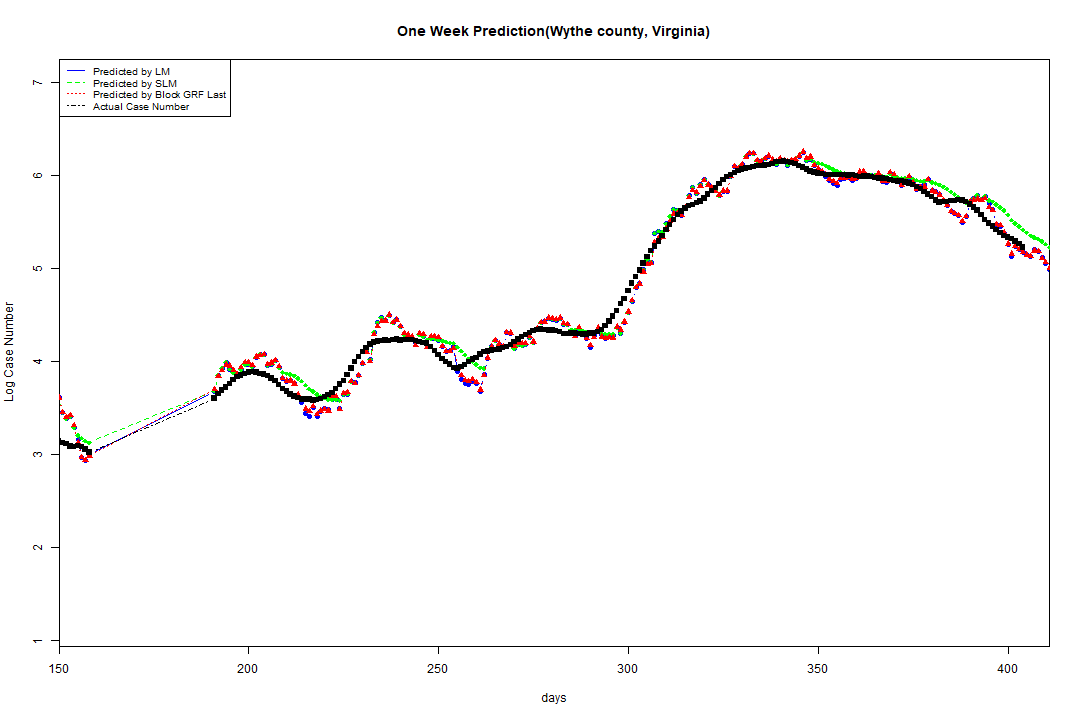 One Week Prediction(Wythe county, Virginia)
Predicted by LM
Predicted by SLM
Predicted by Block GRF Last
Actual Case Number
7
6
5
4
3
2
1
Log Case Number
150 200 250 300 350 400
days